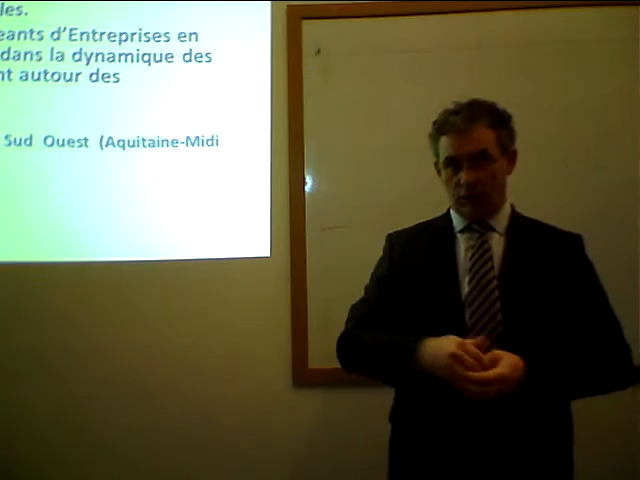 les.
eants d’Entreprises en
dans la dynamique des
nt autour des
Sud Ouest (Aquitaine-Midi